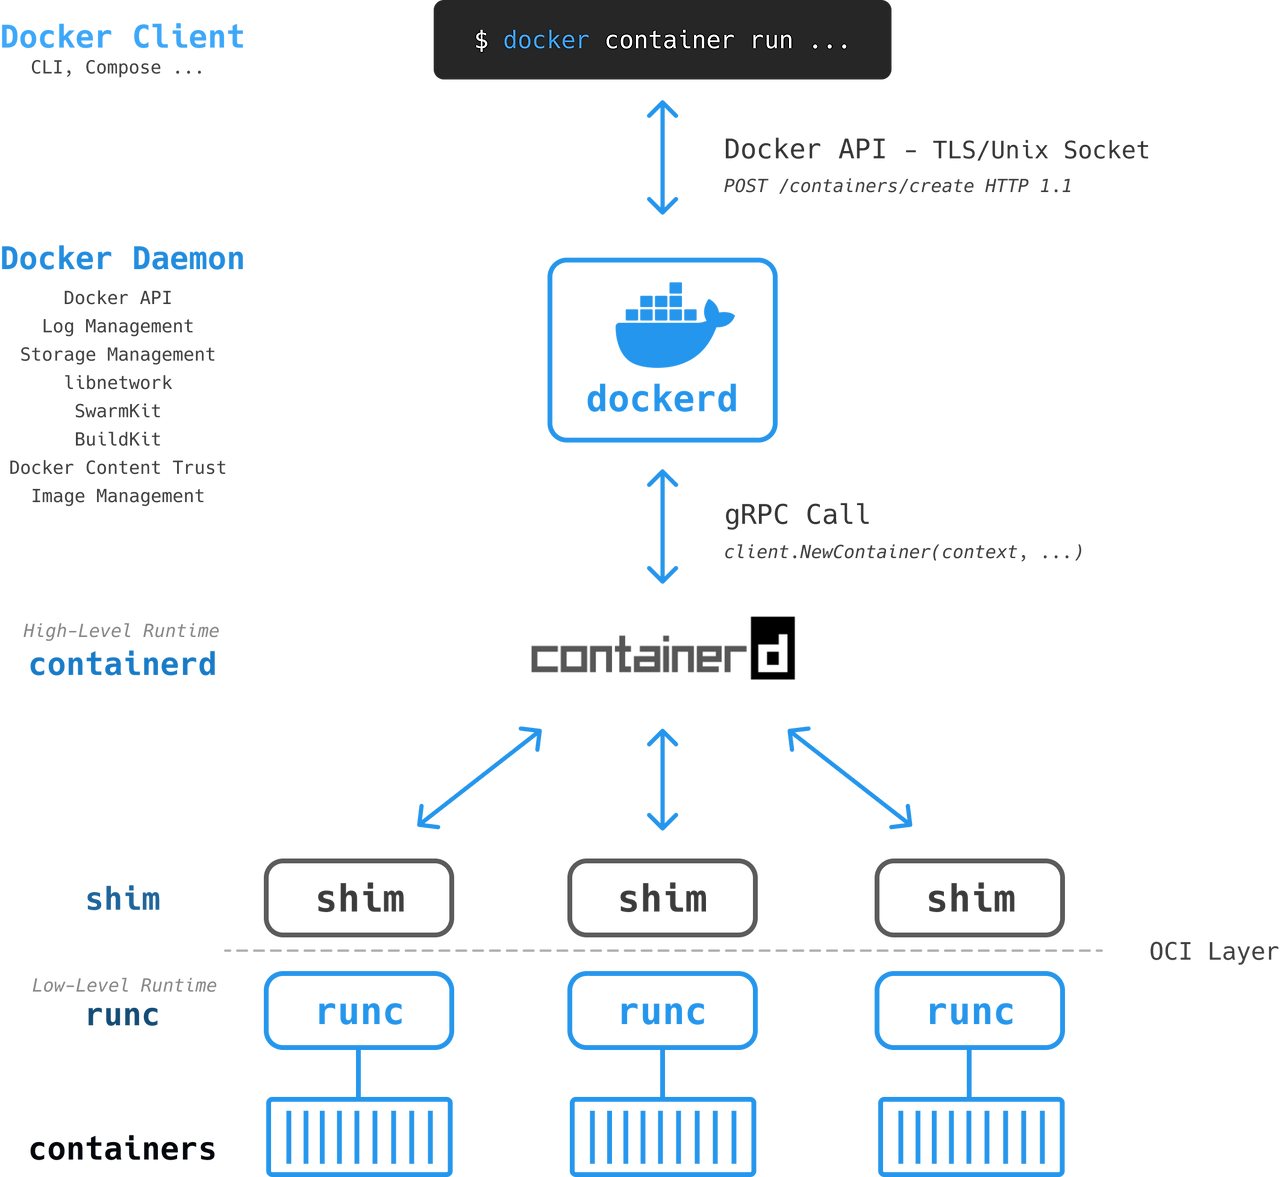 Docker Client
CLI, Compose ...
$ docker container run ...
Docker API - TLS/Unix Socket
POST /containers/create HTTP 1.1
Docker Daemon
Docker API
Log Management
Storage Management
libnetwork
SwarmKit
BuildKit
Docker Content Trust
Image Management
dockerd
gRPC Call
client.NewContainer(context, ...)
High-Level Runtime
containerd
containerd
shim
shim
shim
shim
OCI Layer
Low-Level Runtime
runc
runc
runc
runc
containers